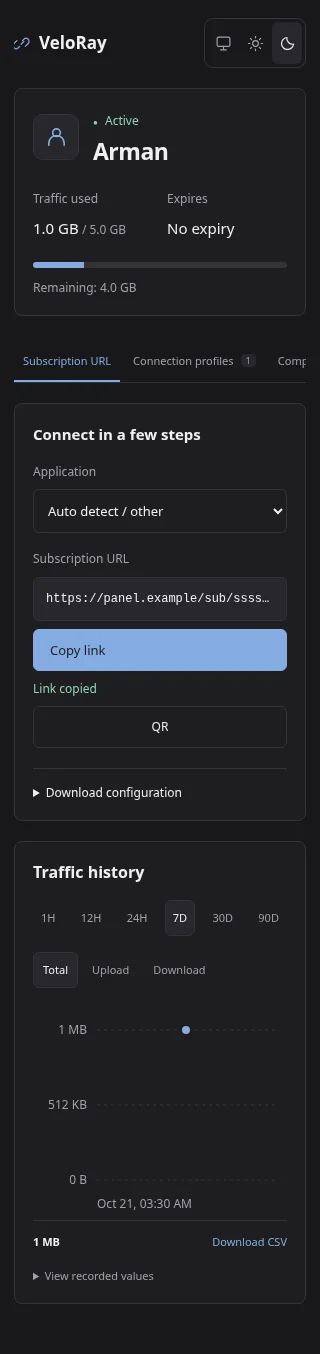 VeloRay
• Active
Arman
Traffic used Expires
1.0 GB / 5.0 GB No expiry
Remaining: 4.0 GB
Subscription URL Connection profiles 1 Comp
Connect in a few steps
Application
Auto detect / other
Subscription URL
https://panel.example/sub/ssss…
Copy link
Link copied
QR
Download configuration
Traffic history
1H 12H 24H 7D 30D 90D
Total Upload Download
1 MB
512 KB
0 B
Oct 21, 03:30 AM
1 MB Download CSV
View recorded values